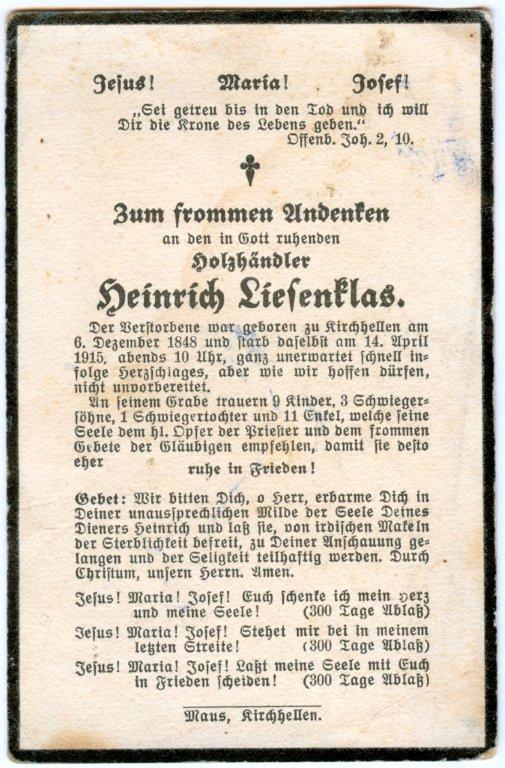 Jesus! Maria! Josef!
„Sei getreu bis in den Tod und ich will
Dir die Krone des Lebens geben.“
Offenb. Joh. 2, 10.
Zum frommen Andenken
an den in Gott ruhenden
Holzhändler
Heinrich Liesenklas.
Der Verstorbene war geboren zu Kirchhellen am
6. Dezember 1848 und starb daselbst am 14. April
1915, abends 10 Uhr, ganz unerwartet schnell in-
folge Herzschlages, aber wie wir hoffen dürfen,
nicht unvorbereitet.
An seinem Grabe trauern 9 Kinder, 3 Schwieger-
söhne, 1 Schwiegertochter und 11 Enkel, welche seine
Seele dem hl. Opfer der Priester und dem frommen
Gebete der Gläubigen empfehlen, damit sie desto
eher
ruhe in Frieden!
Gebet: Wir bitten Dich, o Herr, erbarme Dich in
Deiner unaussprechlichen Milde der Seele Deines
Dieners Heinrich und laß sie, von irdischen Makeln
der Sterblichkeit befreit, zu Deiner Anschauung ge-
langen und der Seligkeit teilhaftig werden. Durch
Christum, unsern Herrn. Amen.
Jesus! Maria! Josef! Euch schenke ich mein Herz
und meine Seele! (300 Tage Ablaß)
Jesus! Maria! Josef! Stehet mir bei in meinem
letzten Streite! (300 Tage Ablaß)
Jesus! Maria! Josef! Laßt meine Seele mit Euch
in Frieden scheiden! (300 Tage Ablaß)
Maus, Kirchhellen.